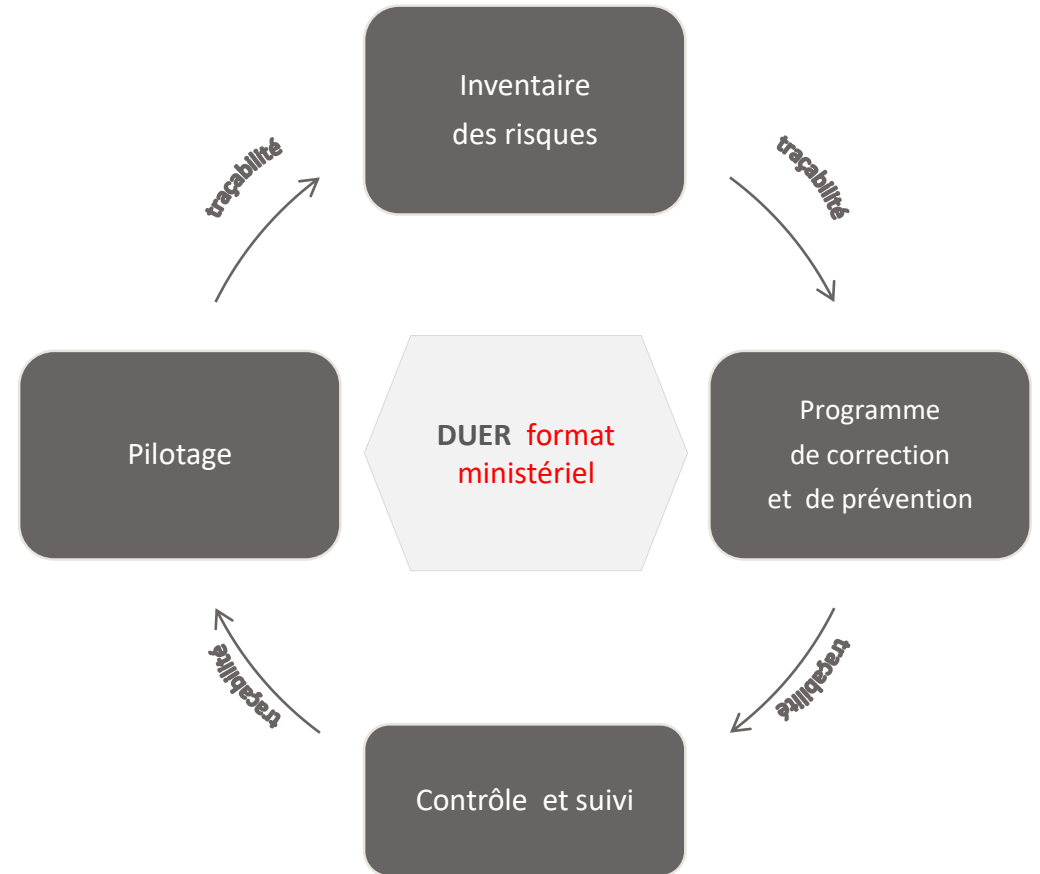 Inventaire
des risques
traçabilité
traçabilité
Pilotage
DUER format
ministériel
Programme
de correction
et de prévention
traçabilité
traçabilité
Contrôle et suivi